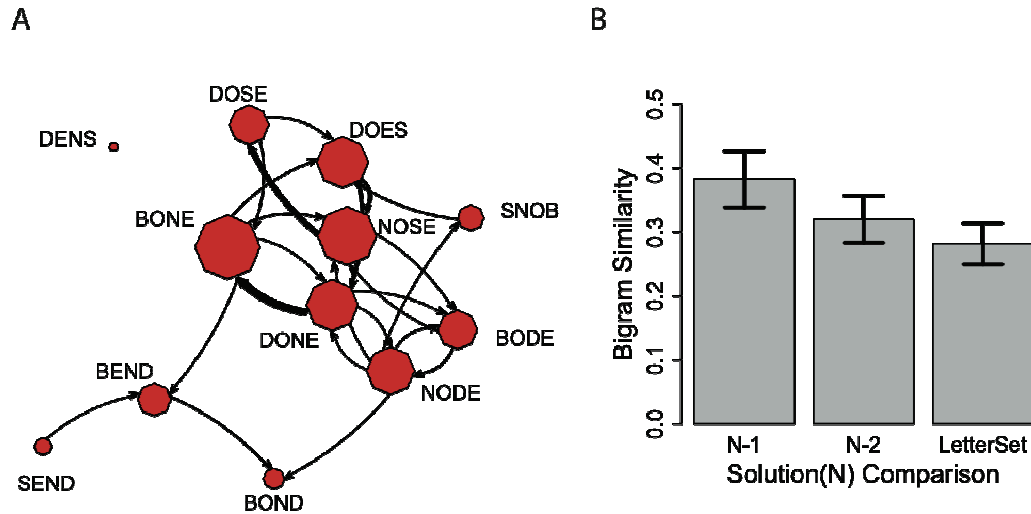 A
DOSE
DOES
DENS
BONE
NOSE
SNOB
DONE
BODE
BEND
NODE
SEND
BOND
B
Bigram Similarity
0.5
0.4
0.3
0.2
0.1
0.0
N-1 N-2 LetterSet
Solution(N) Comparison